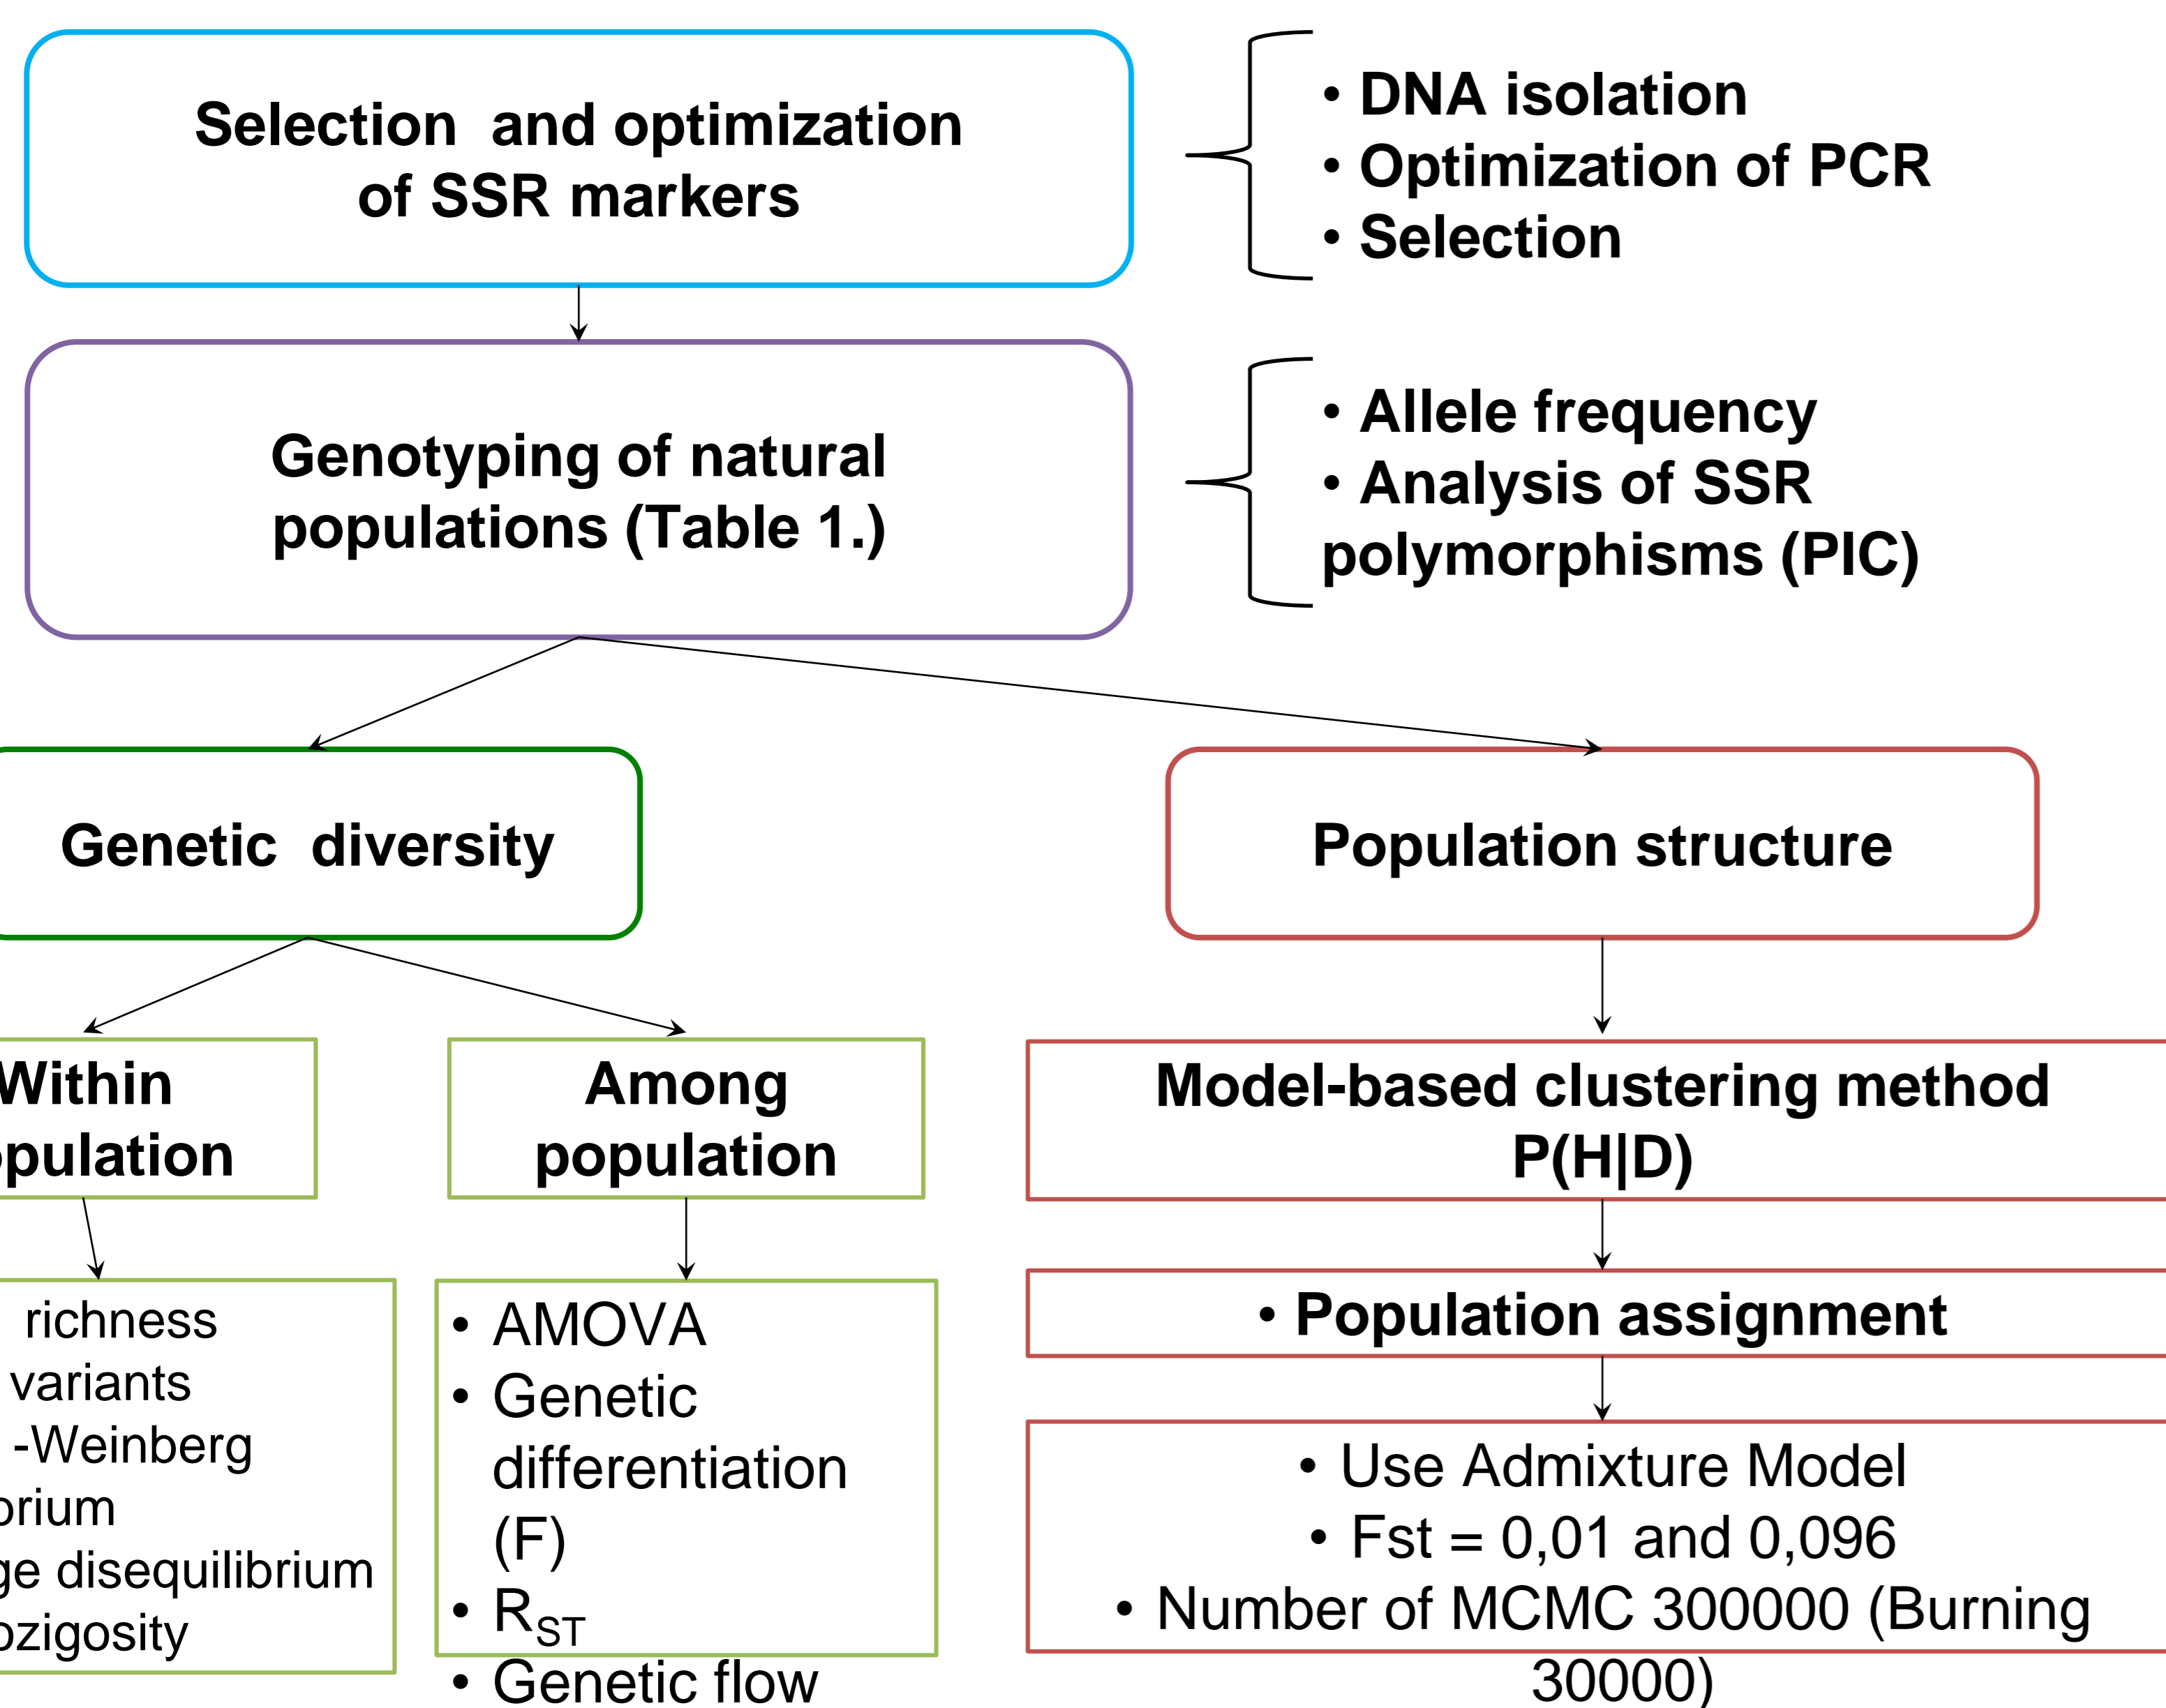 Selection and optimization
of SSR markers
• DNA isolation
• Optimization of PCR
• Selection
Genotyping of natural
populations (Table 1.)
• Allele frequency
• Analysis of SSR
polymorphisms (PIC)
Genetic diversity
Population structure
Within
population
Among
population
Model-based clustering method
P(H|D)
richness
variants
-Weinberg
disequilibrium
• AMOVA
• Genetic
differentiation
(F)
• R_ST
• Genetic flow
• Population assignment
• Use Admixture Model
• Fst = 0,01 and 0,096
• Number of MCMC 300000 (Burning
30000)